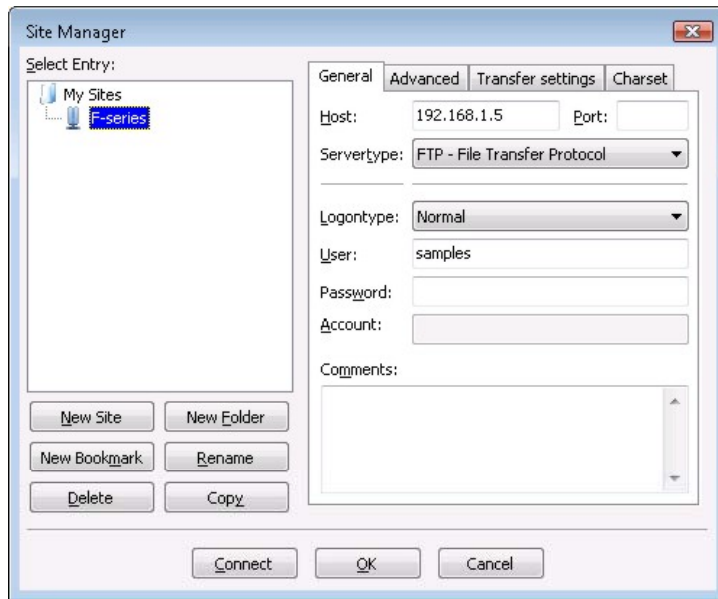 Site Manager
Select Entry:
My Sites
F-series
New Site
New Folder
New Bookmark
Rename
Delete
Copy
General
Advanced
Transfer settings
Charset
Host:
192.168.1.5
Port:
Servertype:
FTP - File Transfer Protocol
Logontype:
Normal
User:
samples
Password:
Account:
Comments:
Connect
OK
Cancel